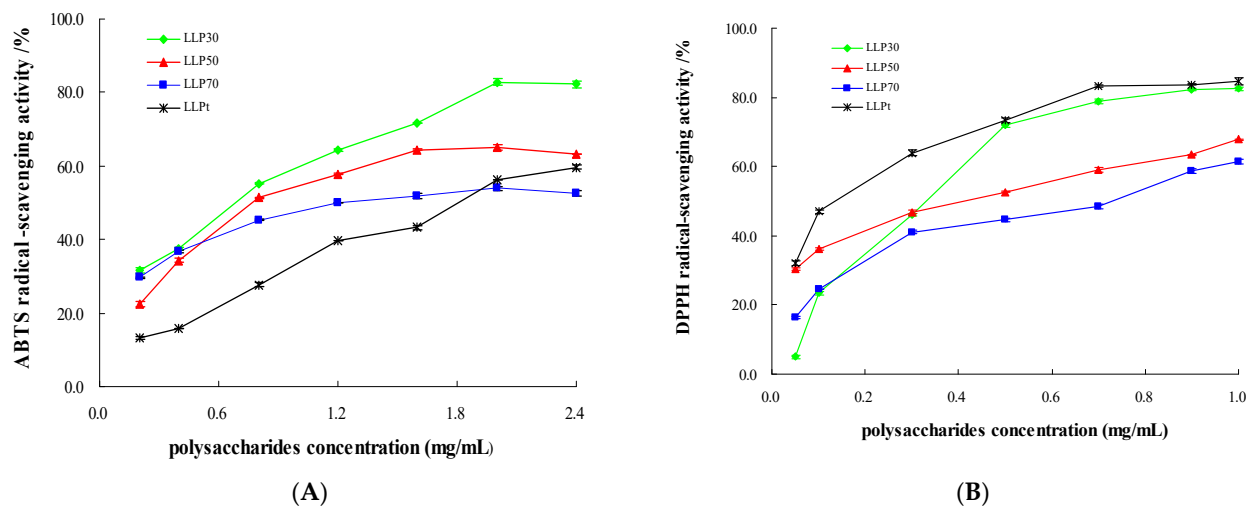 ABTS radical -scavenging activity /%
100.0
80.0
60.0
40.0
20.0
0.0
LLP30
LLP50
LLP70
LLPt
0.0 0.6 1.2 1.8 2.4
polysaccharides concentration (mg/mL)
(A)
DPPH radical-scavenging activity /%
100.0
80.0
60.0
40.0
20.0
0.0
LLP30
LLP50
LLP70
LLPt
0.0 0.2 0.4 0.6 0.8 1.0
polysaccharides concentration (mg/mL)
(B)